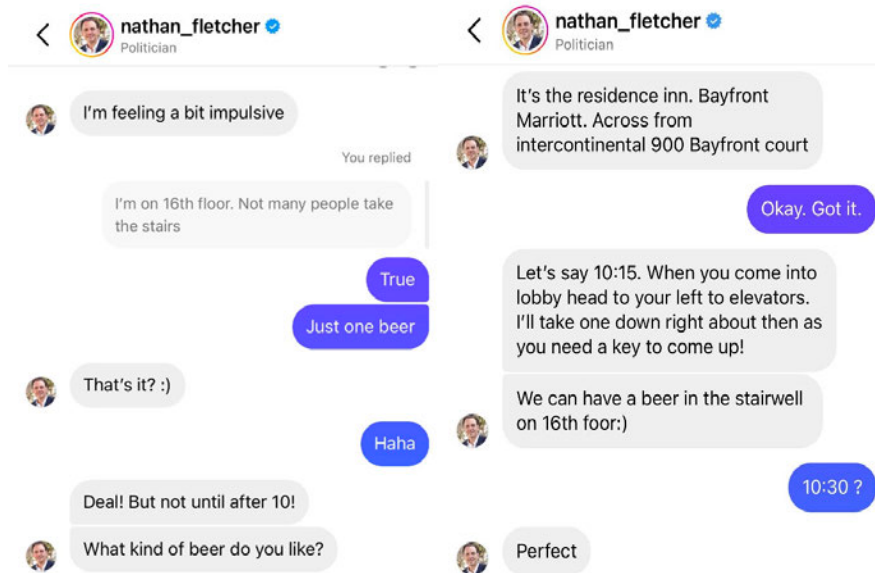 nathan_fletcher
Politician
I'm feeling a bit impulsive
You replied
I'm on 16th floor. Not many people take
the stairs
True
Just one beer
That's it? :)
Haha
Deal! But not until after 10!
What kind of beer do you like?
nathan_fletcher
Politician
It's the residence inn. Bayfront
Marriott. Across from
intercontinental 900 Bayfront court
Okay. Got it.
Let's say 10:15. When you come into
lobby head to your left to elevators.
I'll take one down right about then as
you need a key to come up!
We can have a beer in the stairwell
on 16th foor:)
10:30 ?
Perfect